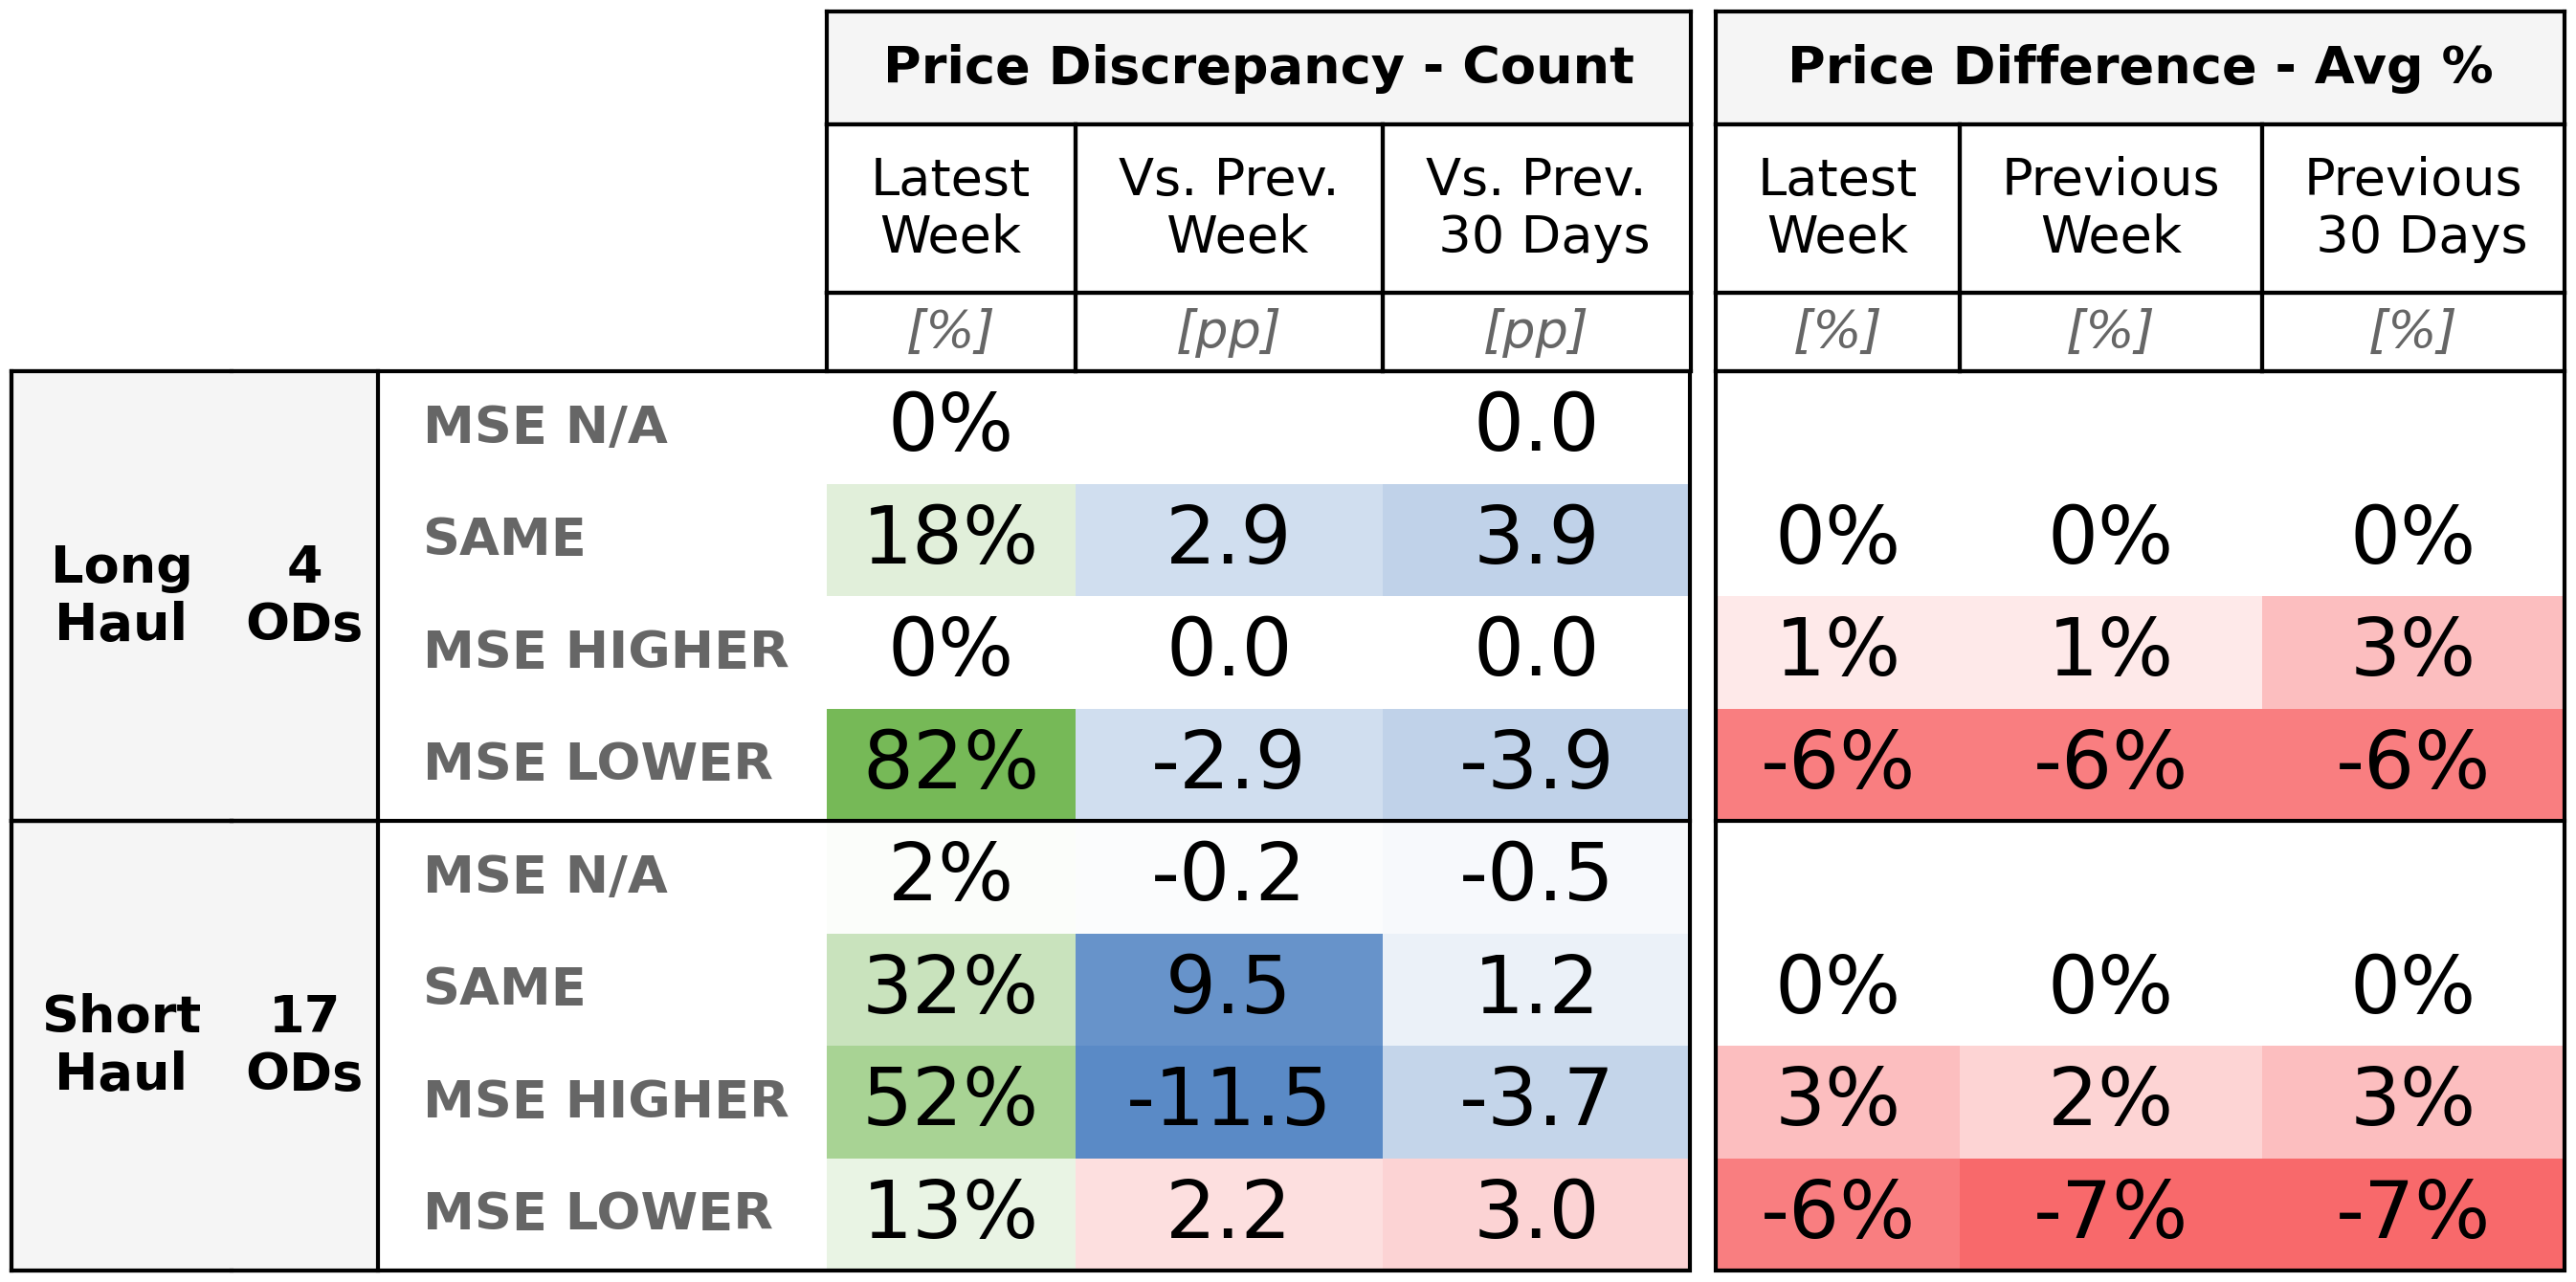 Price Discrepancy - Count Price Difference - Avg %
Latest Week Vs. Prev. Week Vs. Prev. 30 Days Latest Week Previous Week Previous 30 Days
[%] [pp] [pp] [%] [%] [%]
Long Haul 4 ODs
MSE N/A 0% 0.0
SAME 18% 2.9 3.9 0% 0% 0%
MSE HIGHER 0% 0.0 0.0 1% 1% 3%
MSE LOWER 82% -2.9 -3.9 -6% -6% -6%
Short Haul 17 ODs
MSE N/A 2% -0.2 -0.5
SAME 32% 9.5 1.2 0% 0% 0%
MSE HIGHER 52% -11.5 -3.7 3% 2% 3%
MSE LOWER 13% 2.2 3.0 -6% -7% -7%